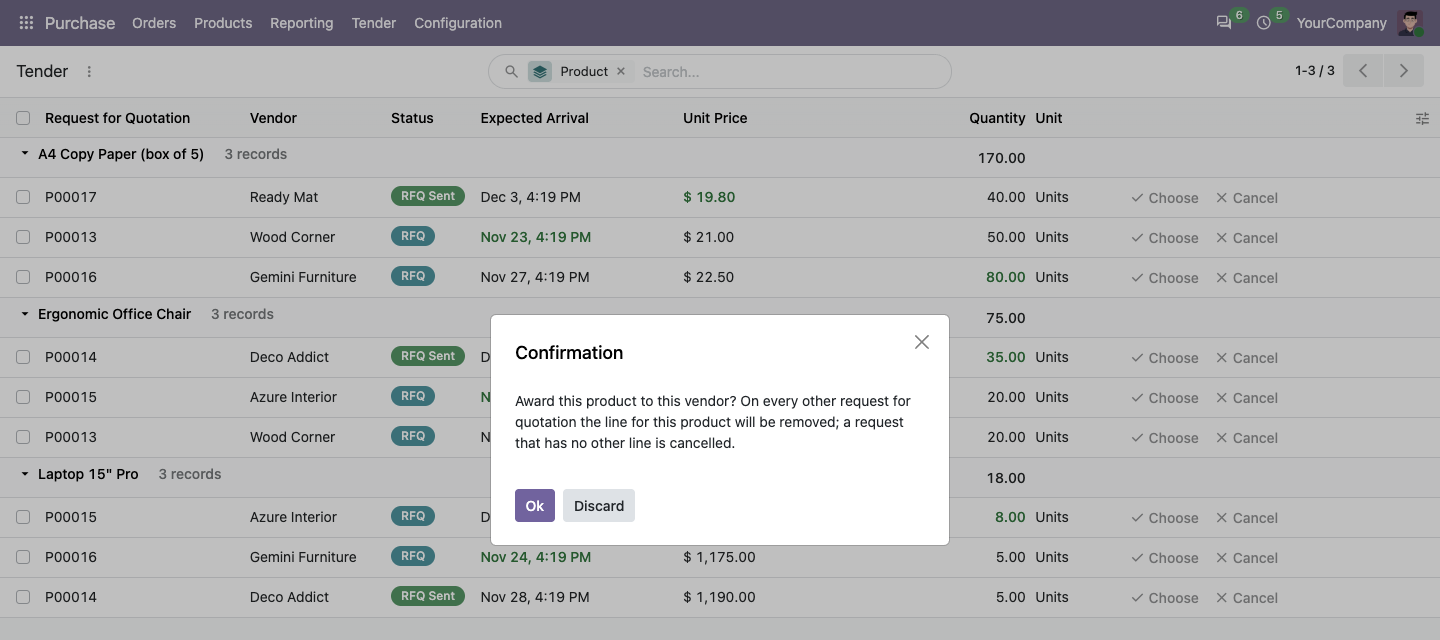 Purchase Orders Products Reporting Tender Configuration 6 5 YourCompany
Tender Product Search... 1-3 / 3
Request for Quotation Vendor Status Expected Arrival Unit Price Quantity Unit
A4 Copy Paper (box of 5) 3 records 170.00
P00017 Ready Mat RFQ Sent Dec 3, 4:19 PM $ 19.80 40.00 Units Choose Cancel
P00013 Wood Corner RFQ Nov 23, 4:19 PM $ 21.00 50.00 Units Choose Cancel
P00016 Gemini Furniture RFQ Nov 27, 4:19 PM $ 22.50 80.00 Units Choose Cancel
Ergonomic Office Chair 3 records 75.00
P00014 Deco Addict RFQ Sent D 35.00 Units Choose Cancel
P00015 Azure Interior RFQ N 20.00 Units Choose Cancel
P00013 Wood Corner RFQ N 20.00 Units Choose Cancel
Laptop 15" Pro 3 records 18.00
P00015 Azure Interior RFQ D 8.00 Units Choose Cancel
P00016 Gemini Furniture RFQ Nov 24, 4:19 PM $ 1,175.00 5.00 Units Choose Cancel
P00014 Deco Addict RFQ Sent Nov 28, 4:19 PM $ 1,190.00 5.00 Units Choose Cancel
Confirmation
Award this product to this vendor? On every other request for
quotation the line for this product will be removed; a request
that has no other line is cancelled.
Ok Discard